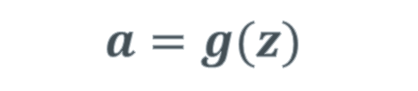 a = g(z)